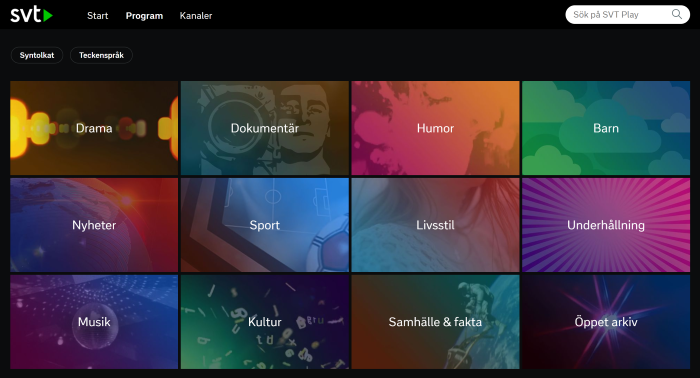 svt
Start Program Kanaler
Sök på SVT Play
Syntolkat Teckenspråk
Drama Dokumentär Humor Barn
Nyheter Sport Livsstil Underhållning
Musik Kultur Samhälle & fakta Öppet arkiv